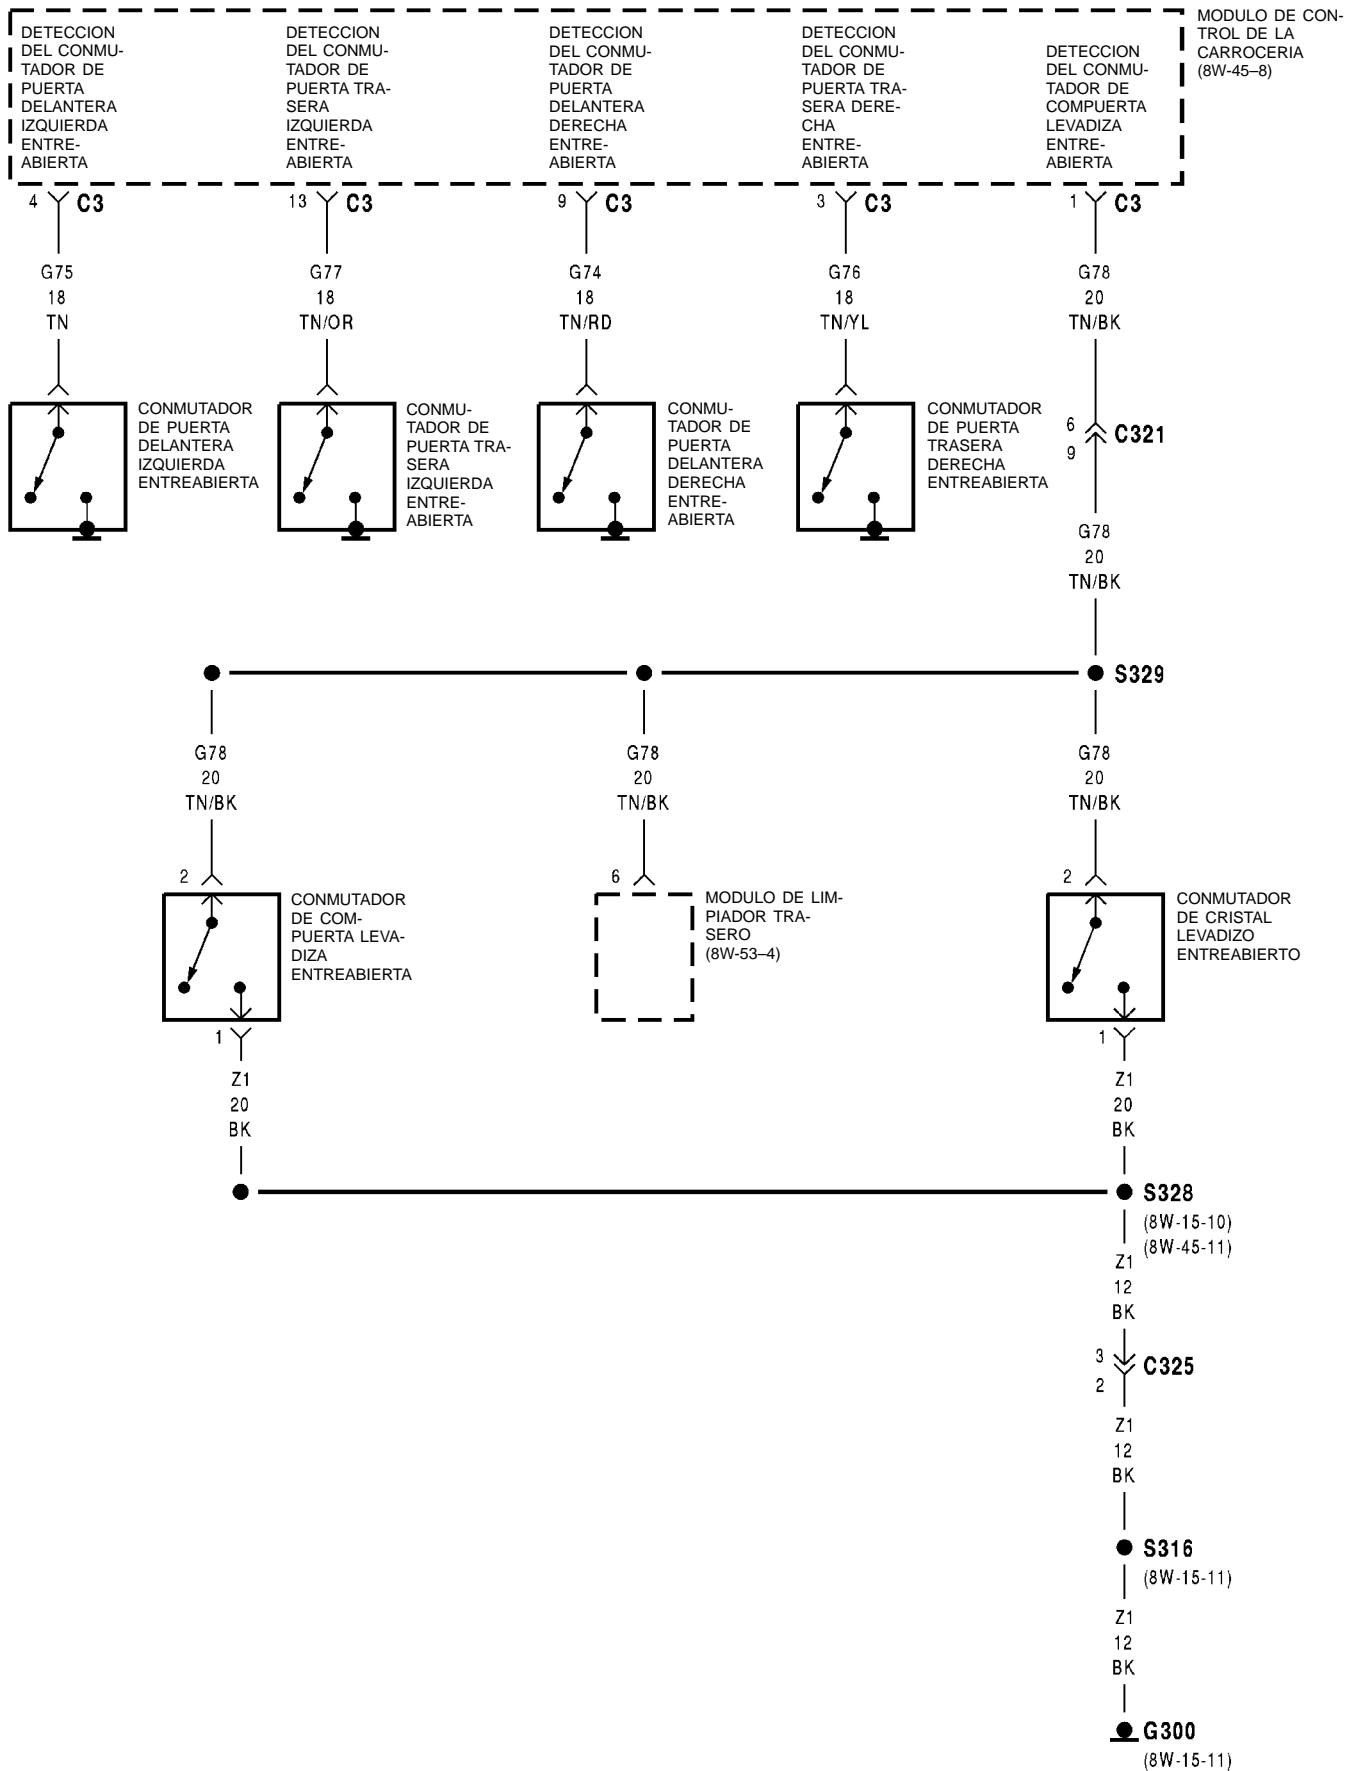 MODULO DE CON-
TROL DE LA
CARROCERIA
(8W-45–8)
DETECCION
DEL CONMU-
TADOR DE
PUERTA
DELANTERA
IZQUIERDA
ENTRE-
ABIERTA
DETECCION
DEL CONMU-
TADOR DE
PUERTA TRA-
SERA
IZQUIERDA
ENTRE-
ABIERTA
DETECCION
DEL CONMU-
TADOR DE
PUERTA
DELANTERA
DERECHA
ENTRE-
ABIERTA
DETECCION
DEL CONMU-
TADOR DE
PUERTA TRA-
SERA DERE-
CHA
ENTRE-
ABIERTA
DETECCION
DEL CONMU-
TADOR DE
COMPUERTA
LEVADIZA
ENTRE-
ABIERTA
4 C3
13 C3
9 C3
3 C3
1 C3
G75
18
TN
G77
18
TN/OR
G74
18
TN/RD
G76
18
TN/YL
G78
20
TN/BK
CONMUTADOR
DE PUERTA
DELANTERA
IZQUIERDA
ENTREABIERTA
CONMU-
TADOR DE
PUERTA TRA-
SERA
IZQUIERDA
ENTRE-
ABIERTA
CONMU-
TADOR DE
PUERTA
DELANTERA
DERECHA
ENTRE-
ABIERTA
CONMUTADOR
DE PUERTA
TRASERA
DERECHA
ENTREABIERTA
6
C321
9
G78
20
TN/BK
S329
G78
20
TN/BK
G78
20
TN/BK
G78
20
TN/BK
2
CONMUTADOR
DE COM-
PUERTA LEVA-
DIZA
ENTREABIERTA
6
MODULO DE LIM-
PIADOR TRA-
SERO
(8W-53–4)
2
CONMUTADOR
DE CRISTAL
LEVADIZO
ENTREABIERTO
1
Z1
20
BK
1
Z1
20
BK
S328
(8W-15-10)
(8W-45-11)
Z1
12
BK
3
C325
2
Z1
12
BK
S316
(8W-15-11)
Z1
12
BK
G300
(8W-15-11)